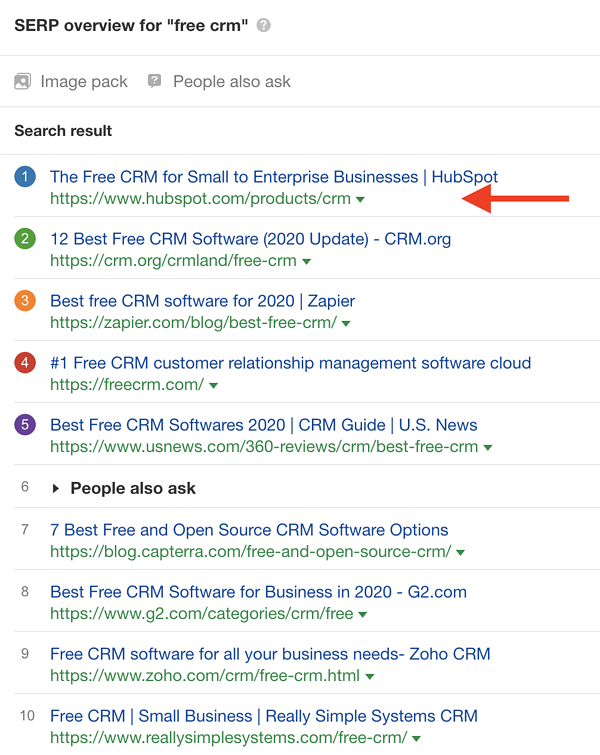 SERP overview for "free crm" ?
Image pack ? People also ask
Search result
1 The Free CRM for Small to Enterprise Businesses | HubSpot
https://www.hubspot.com/products/crm
2 12 Best Free CRM Software (2020 Update) - CRM.org
https://crm.org/crmland/free-crm
3 Best free CRM software for 2020 | Zapier
https://zapier.com/blog/best-free-crm/
4 #1 Free CRM customer relationship management software cloud
https://freecrm.com/
5 Best Free CRM Softwares 2020 | CRM Guide | U.S. News
https://www.usnews.com/360-reviews/crm/best-free-crm
6 People also ask
7 7 Best Free and Open Source CRM Software Options
https://blog.capterra.com/free-and-open-source-crm/
8 Best Free CRM Software for Business in 2020 - G2.com
https://www.g2.com/categories/crm/free
9 Free CRM software for all your business needs- Zoho CRM
https://www.zoho.com/crm/free-crm.html
10 Free CRM | Small Business | Really Simple Systems CRM
https://www.reallysimplesystems.com/free-crm/